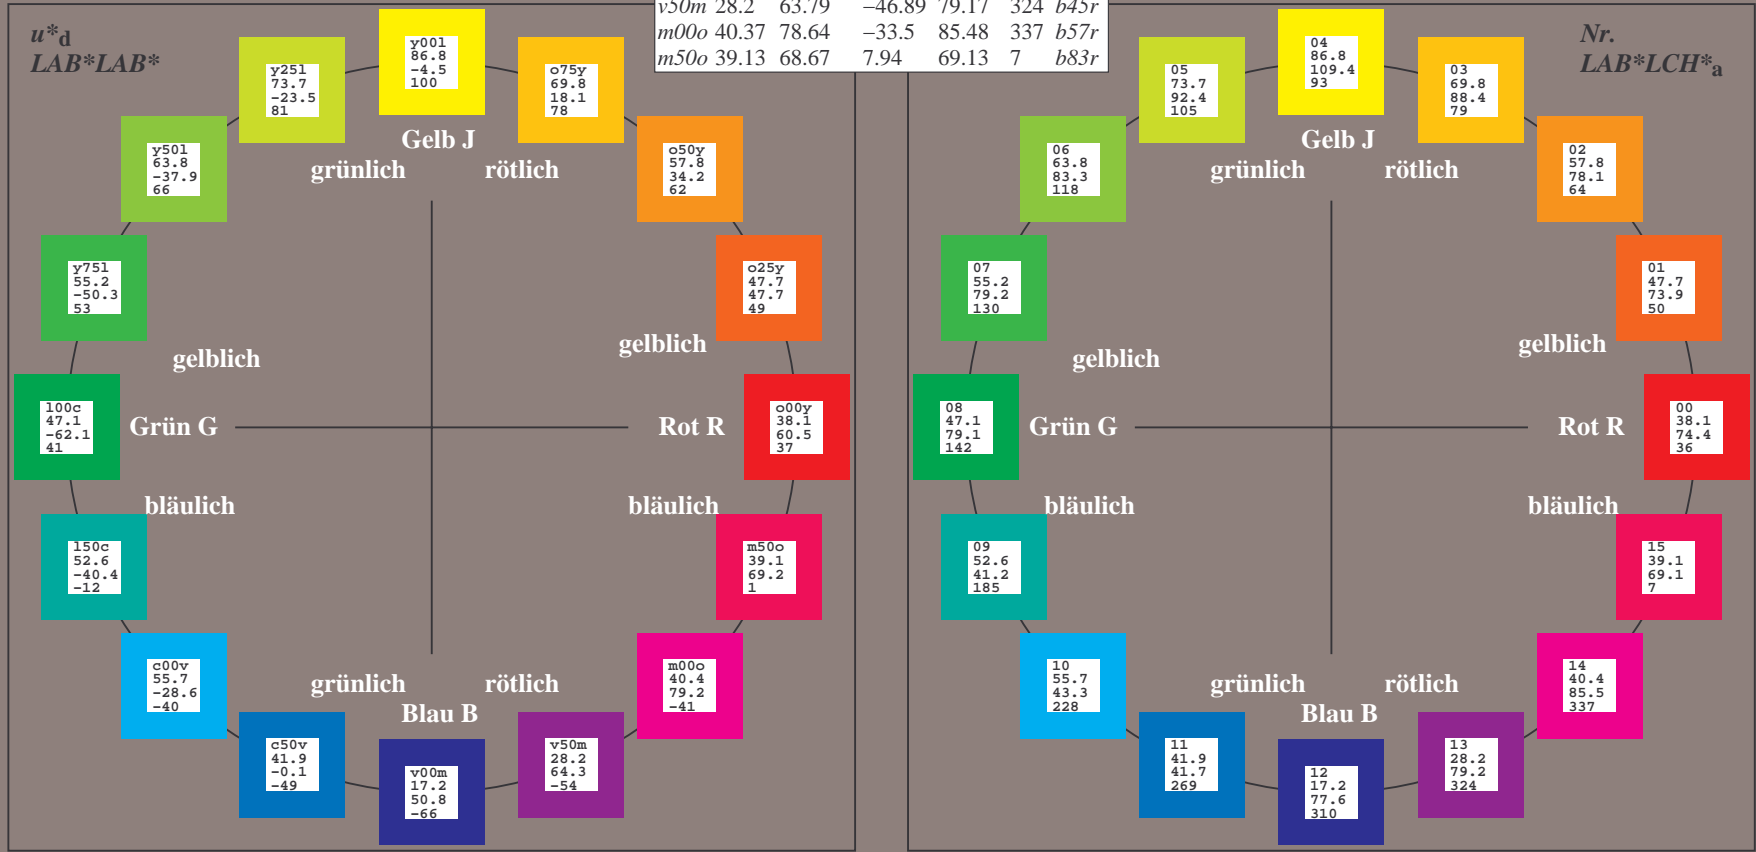 v50m 28.2 63.79 −46.89 79.17 324 b45r
m00o 40.37 78.64 −33.5 85.48 337 b57r
m50o 39.13 68.67 7.94 69.13 7 b83r
u*d
LAB*LAB*
y00l
86.8
-4.5
100
y25l
73.7
-23.5
81
o75y
69.8
18.1
78
Gelb J
grünlich rötlich
y50l
63.8
-37.9
66
o50y
57.8
34.2
62
y75l
55.2
-50.3
53
o25y
47.7
47.7
49
gelblich
gelblich
l00c
47.1
-62.1
41
Grün G
Rot R
o00y
38.1
60.5
37
bläulich
bläulich
l50c
52.6
-40.4
-12
m50o
39.1
69.2
1
c00v
55.7
-28.6
-40
m00o
40.4
79.2
-41
grünlich rötlich
Blau B
c50v
41.9
-0.1
-49
v00m
17.2
50.8
-66
v50m
28.2
64.3
-54
Nr.
LAB*LCH*a
04
86.8
109.4
93
05
73.7
92.4
105
03
69.8
88.4
79
Gelb J
grünlich rötlich
06
63.8
83.3
118
02
57.8
78.1
64
07
55.2
79.2
130
01
47.7
73.9
50
gelblich
gelblich
08
47.1
79.1
142
Grün G
Rot R
00
38.1
74.4
36
bläulich
bläulich
09
52.6
41.2
185
15
39.1
69.1
7
10
55.7
43.3
228
14
40.4
85.5
337
grünlich rötlich
Blau B
11
41.9
41.7
269
12
17.2
77.6
310
13
28.2
79.2
324